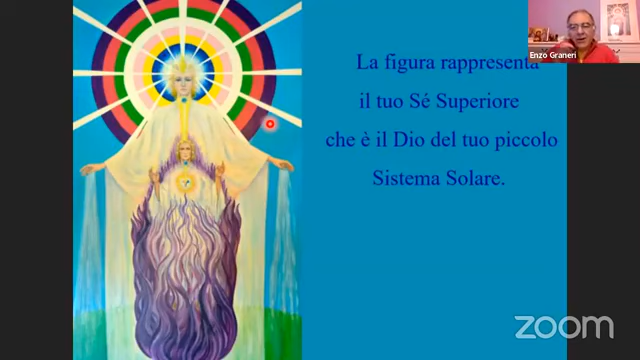 Enzo Graneri
La figura rappresenta
il tuo Sé Superiore
che è il Dio del tuo piccolo
Sistema Solare.
zoom